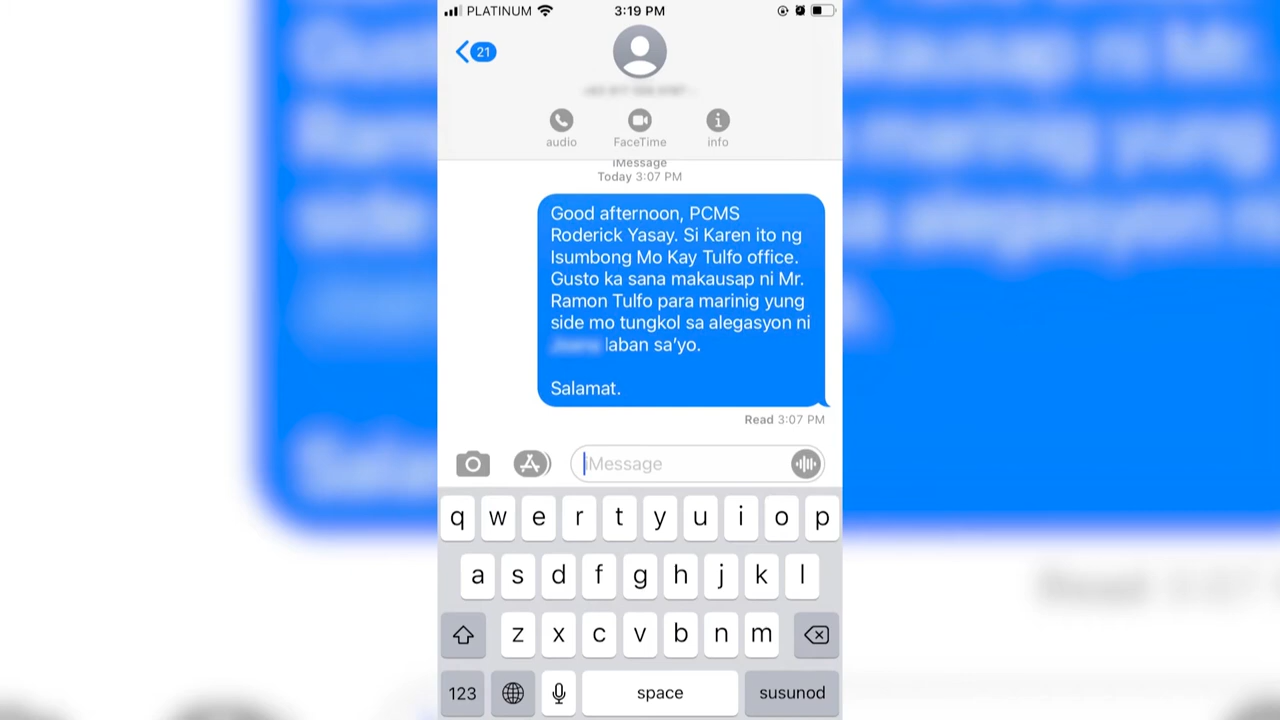 PLATINUM
3:19 PM
21
audio FaceTime info
iMessage
Today 3:07 PM
Good afternoon, PCMS
Roderick Yasay. Si Karen ito ng
Isumbong Mo Kay Tulfo office.
Gusto ka sana makausap ni Mr.
Ramon Tulfo para marinig yung
side mo tungkol sa alegasyon ni
laban sa'yo.
Salamat.
Read 3:07 PM
iMessage
q w e r t y u i o p
a s d f g h j k l
z x c v b n m
123 space susunod